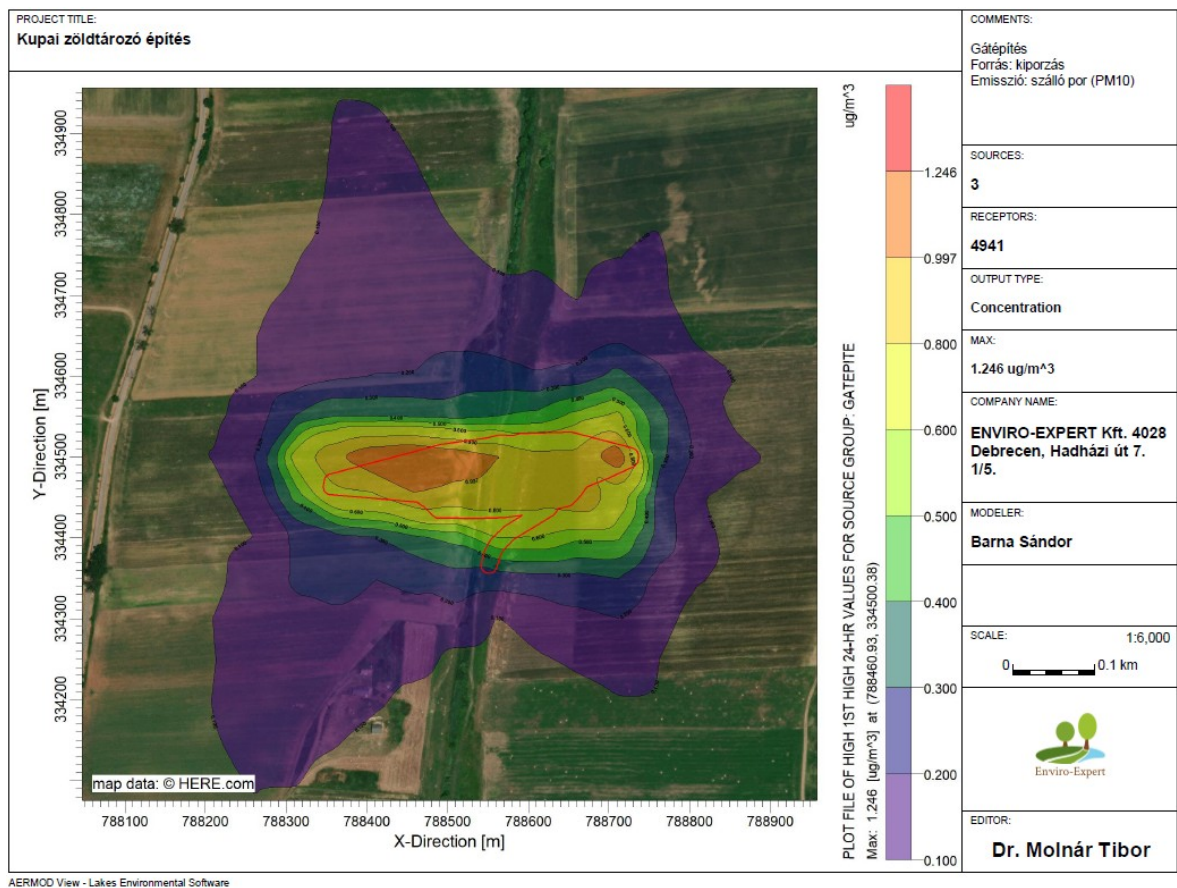 PROJECT TITLE:
Kupai zöldtározó építés
COMMENTS:
Gátépítés
Forrás: kiporzás
Emisszió: szálló por (PM10)
SOURCES:
3
RECEPTORS:
4941
OUTPUT TYPE:
Concentration
MAX:
1.246 ug/m^3
COMPANY NAME:
ENVIRO-EXPERT Kft. 4028
Debrecen, Hadházi út 7.
1/5.
MODELER:
Barna Sándor
SCALE:
1:6,000
0
0.1 km
Enviro-Expert
EDITOR:
Dr. Molnár Tibor
Y-Direction [m]
334900
334800
334700
334600
334500
334400
334300
334200
map data: © HERE.com
788100
788200
788300
788400
788500
788600
788700
788800
788900
X-Direction [m]
PLOT FILE OF HIGH 1ST HIGH 24-HR VALUES FOR SOURCE GROUP: GATEPITE
Max: 1.246 [ug/m^3] at (788460.93, 334500.38)
ug/m^3
1.246
0.997
0.800
0.600
0.500
0.400
0.300
0.200
0.100
AERMOD View - Lakes Environmental Software